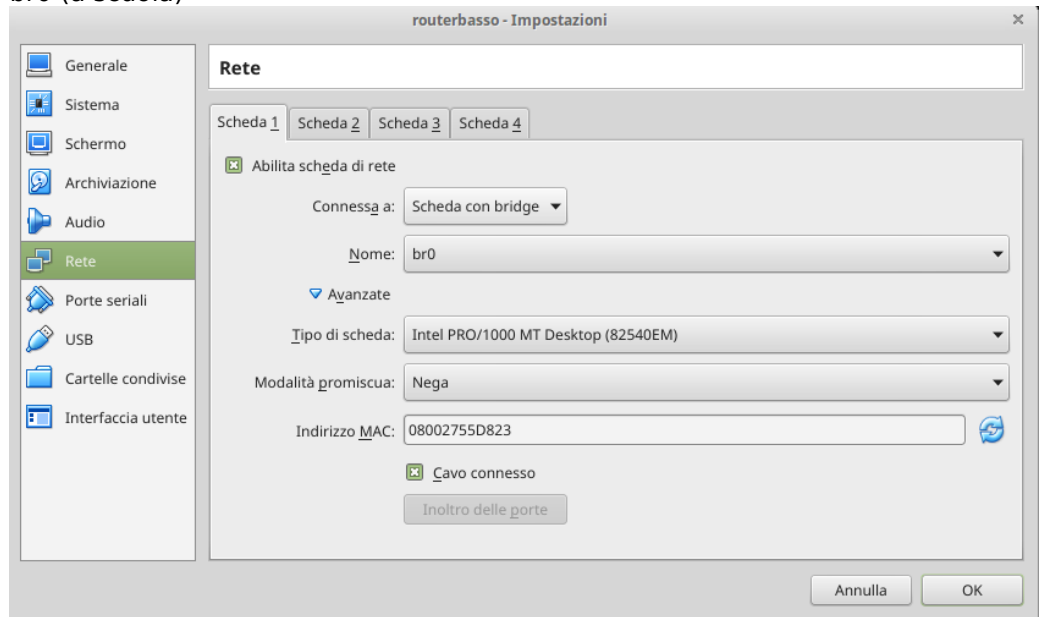 br0 (a scuola)
routerbasso - Impostazioni
Generale
Sistema
Schermo
Archiviazione
Audio
Rete
Porte seriali
USB
Cartelle condivise
Interfaccia utente
Rete
Scheda 1 Scheda 2 Scheda 3 Scheda 4
Abilita scheda di rete
Connessa a: Scheda con bridge
Nome: br0
Avanzate
Tipo di scheda: Intel PRO/1000 MT Desktop (82540EM)
Modalità promiscua: Nega
Indirizzo MAC: 08002755D823
Cavo connesso
Inoltro delle porte
Annulla OK